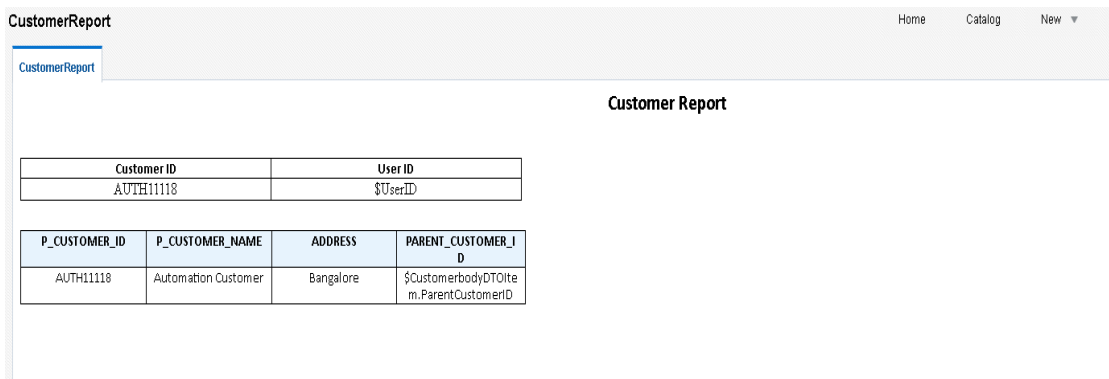 CustomerReport
Home Catalog New
CustomerReport
Customer Report
Customer ID User ID
AUTH11118 $UserID
P_CUSTOMER_ID P_CUSTOMER_NAME ADDRESS PARENT_CUSTOMER_I
D
AUTH11118 Automation Customer Bangalore $CustomerbodyDTOIte
m.ParentCustomerID